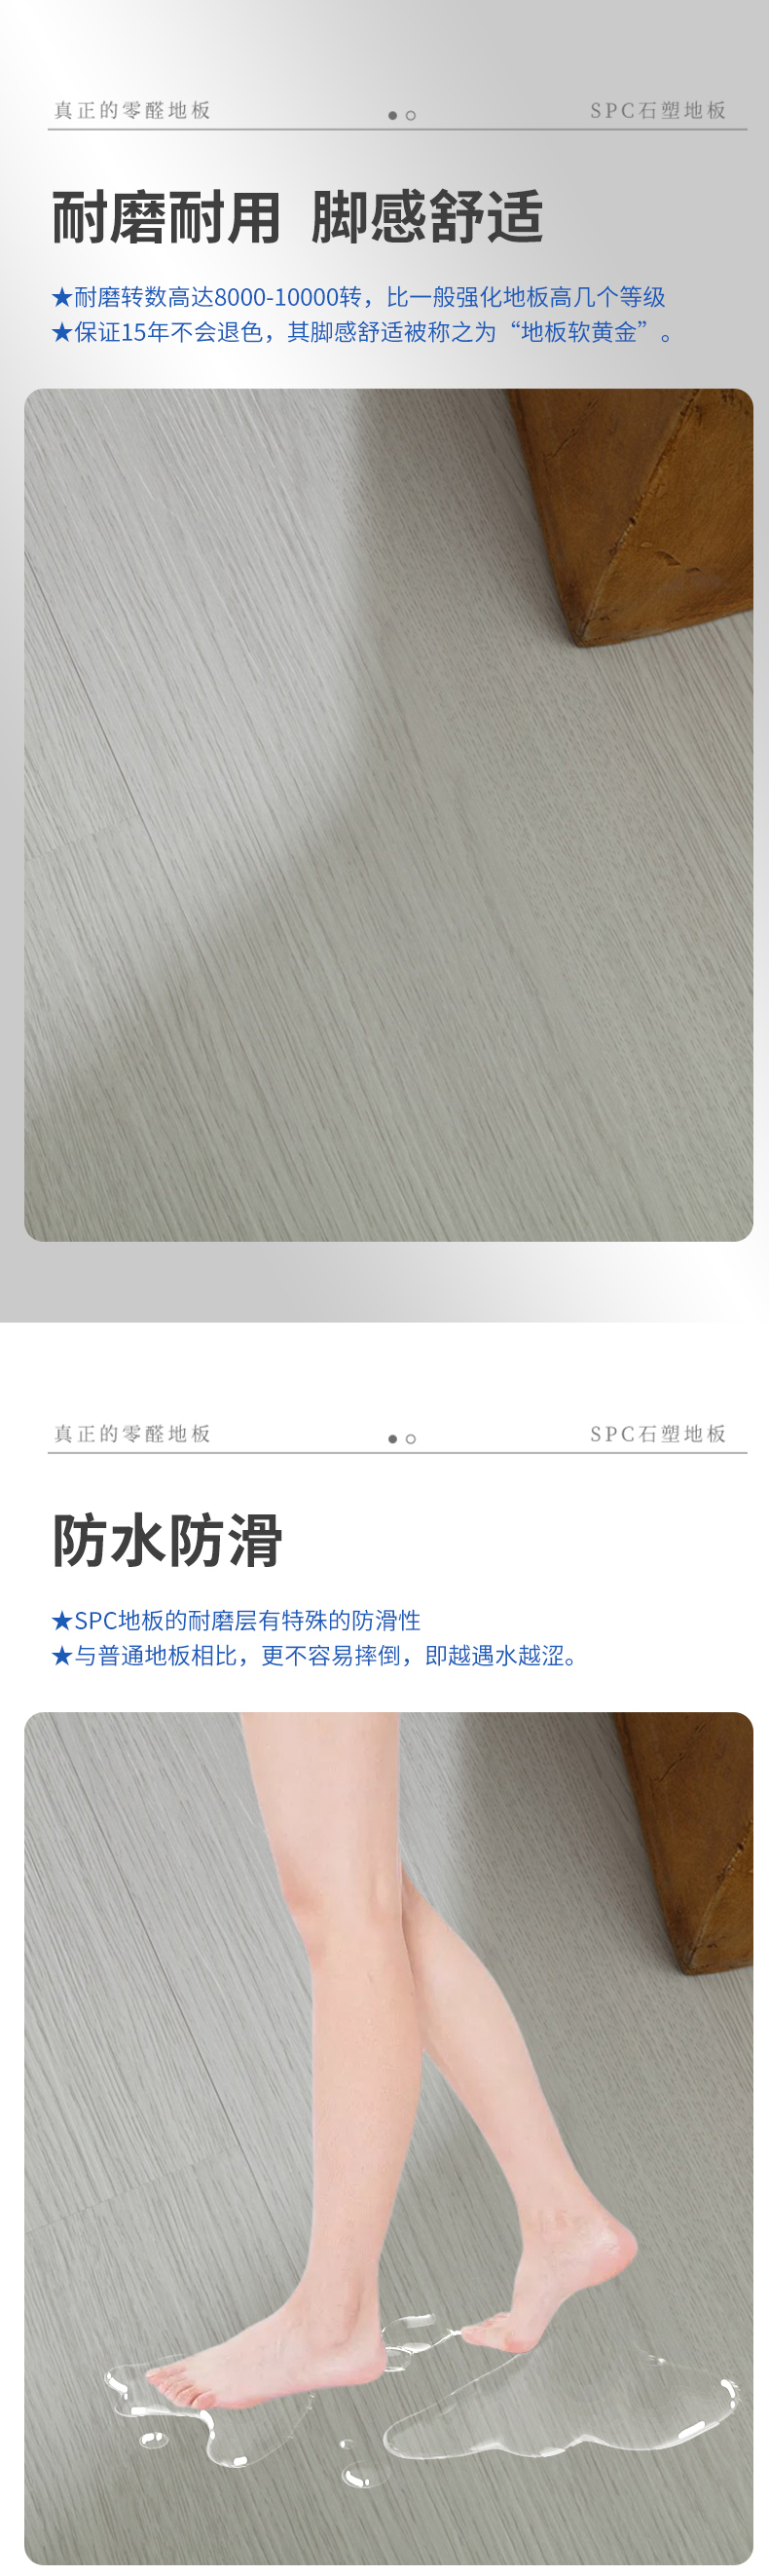 真正的零醛地板
SPC石塑地板
耐磨耐用 脚感舒适
★耐磨转数高达8000-10000转，比一般强化地板高几个等级
★保证15年不会退色，其脚感舒适被称之为“地板软黄金”。
真正的零醛地板
SPC石塑地板
防水防滑
★SPC地板的耐磨层有特殊的防滑性
★与普通地板相比，更不容易摔倒，即越遇水越涩。